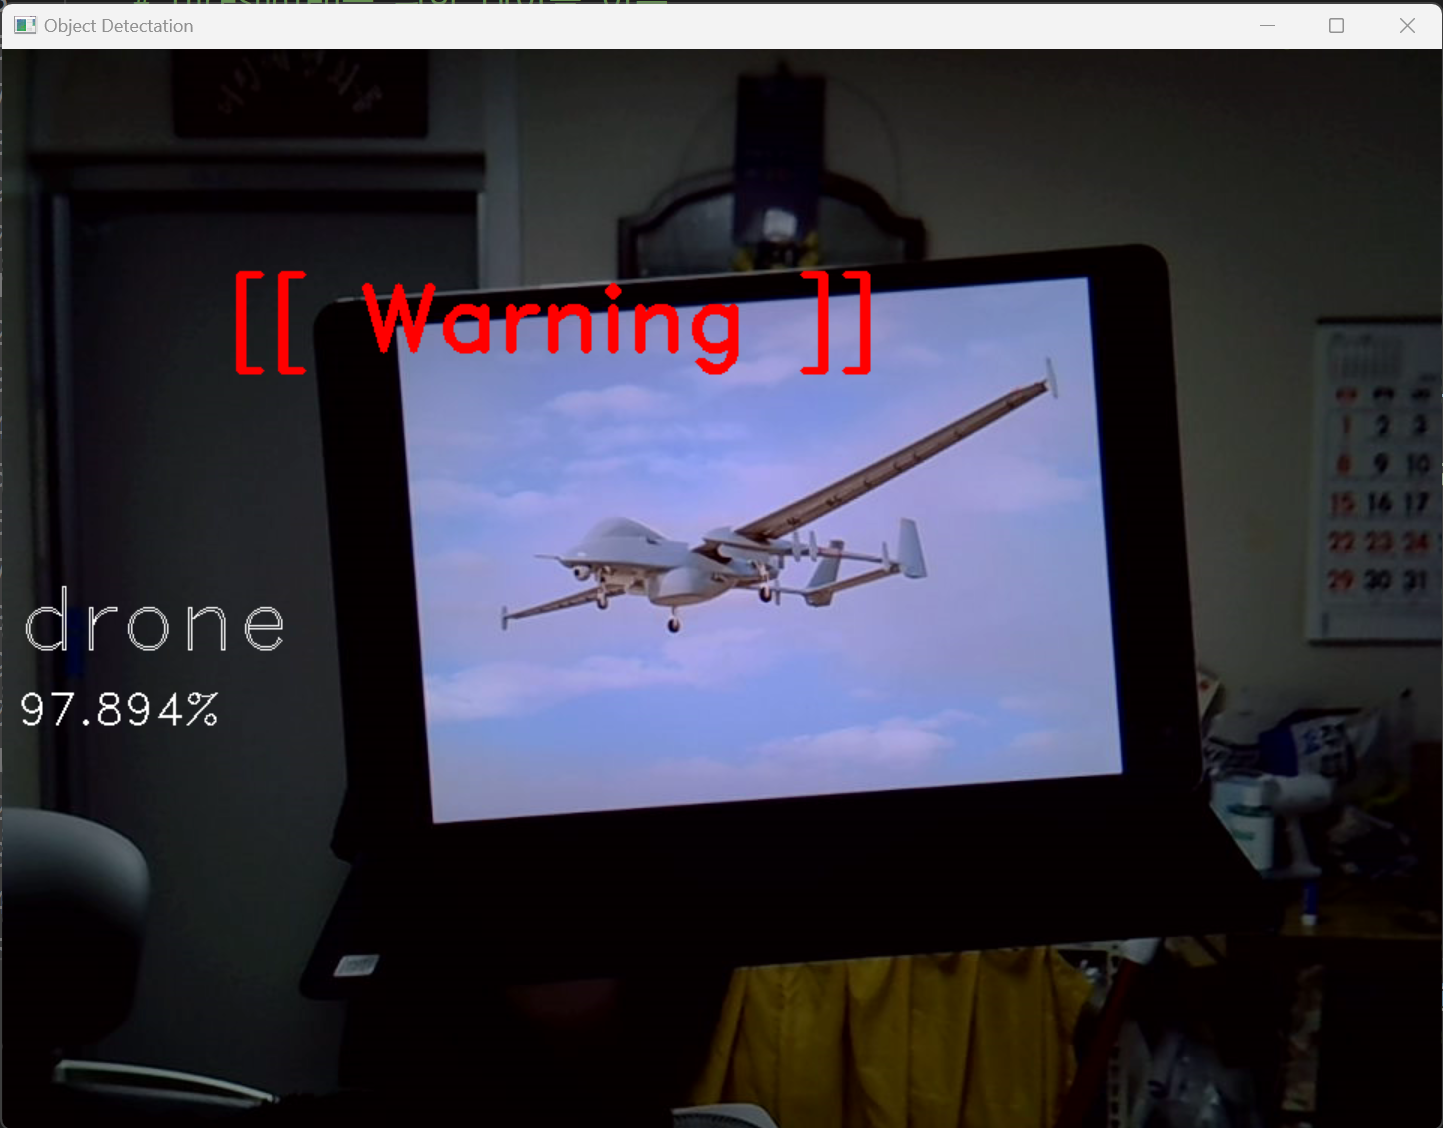 Object Detectation
[[ Warning ]]
drone
97.894%
1 2 3
8 9 10
15 16 17
22 23 24
29 30 31